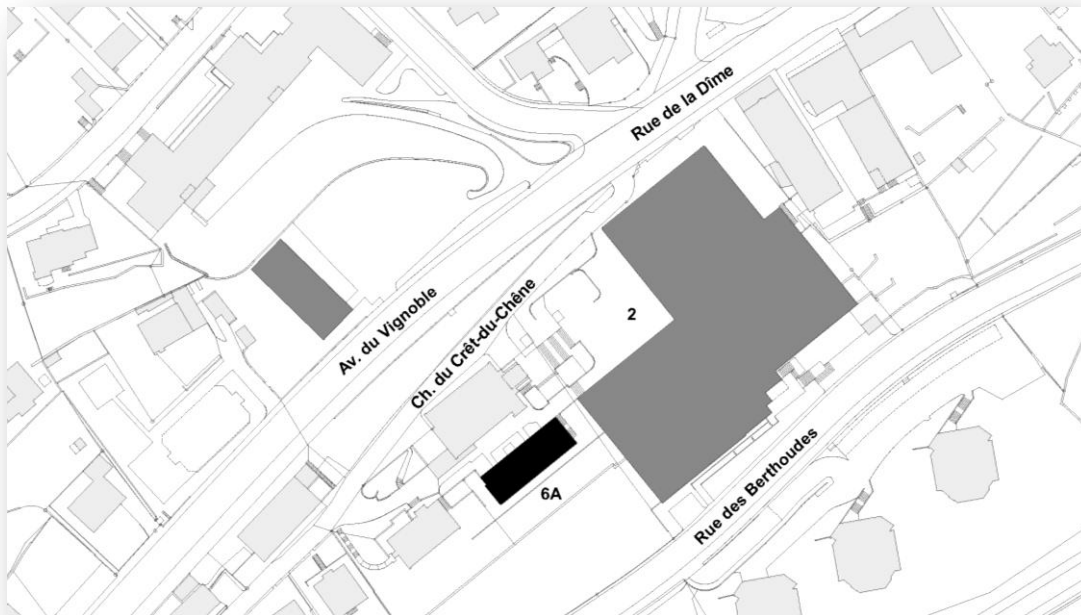 Rue de la Dîme
Av. du Vignoble
Ch. du Crêt-du-Chêne
2
6A
Rue des Berthoudes